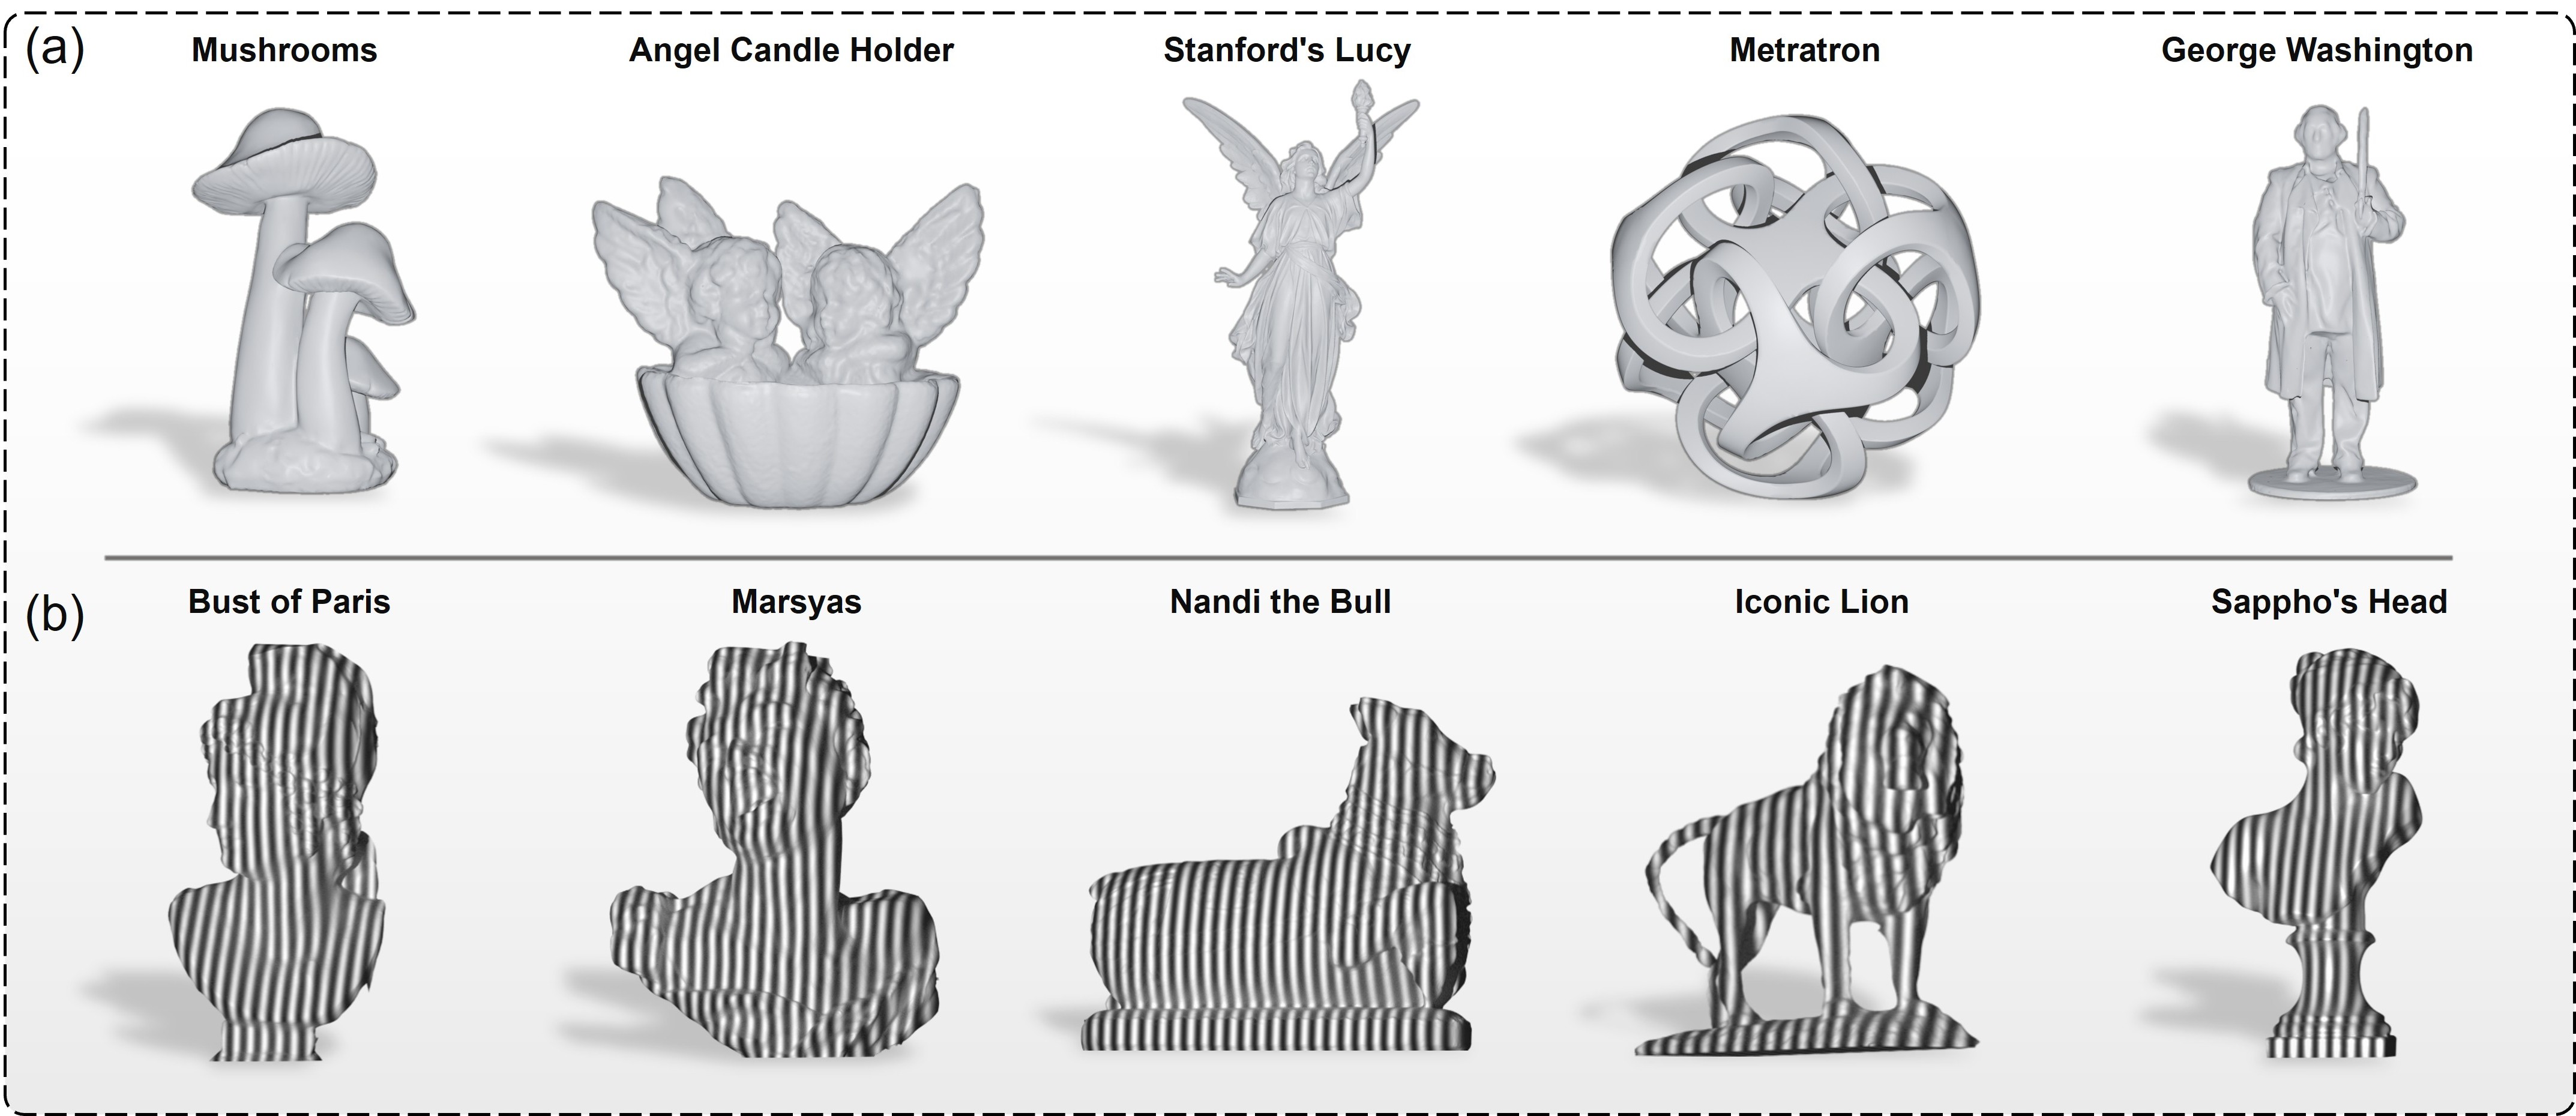 (a)
Mushrooms
Angel Candle Holder
Stanford's Lucy
Metratron
George Washington
(b)
Bust of Paris
Marsyas
Nandi the Bull
Iconic Lion
Sappho's Head